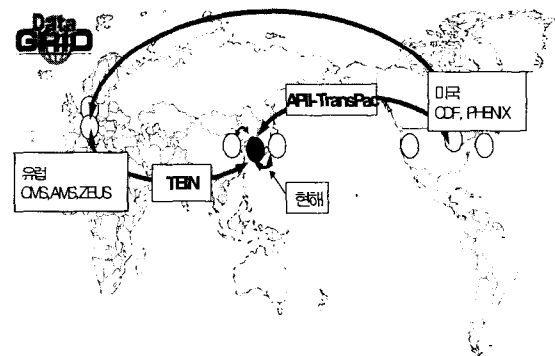 Data
GRID
APII-TransPac
미국
CDF, PHENIX
유럽
CMS,AMS,ZEUS
TEIN
현해